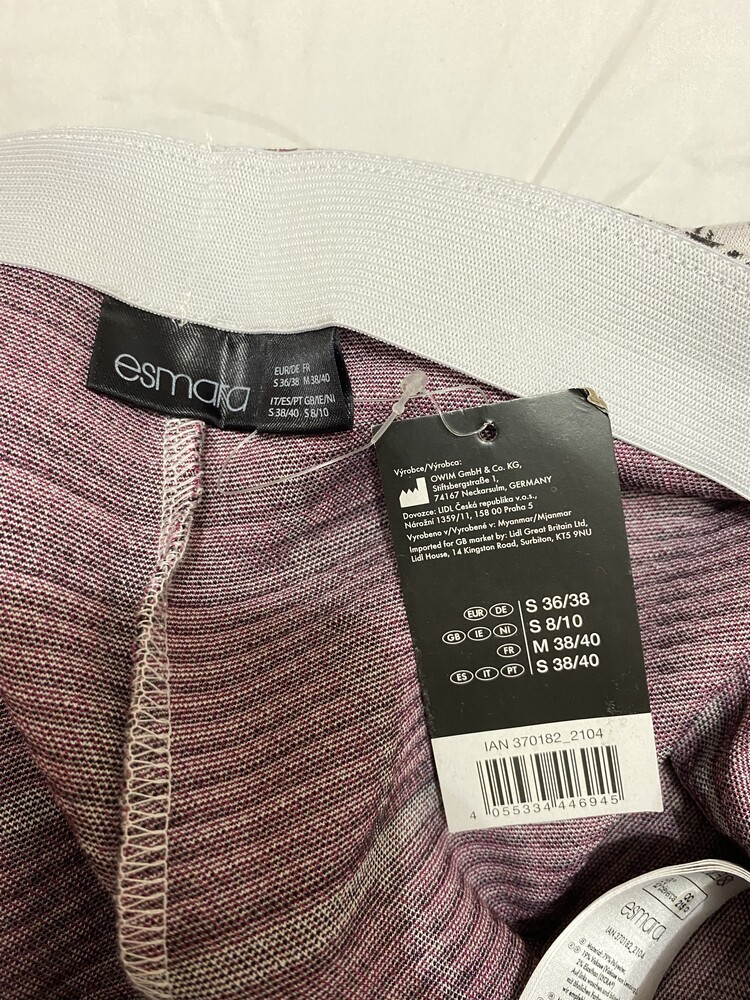 esmara
EUR/DE FR
S 36/38 M 38/40
IT/ES/PT GB/IE/NI
S 38/40 S 8/10
Výrobce/Výrobca:
OWIM GmbH & Co. KG,
Stiftsbergstraße 1,
74167 Neckarsulm, GERMANY
Dovozce: LIDL Česká republika v.o.s.,
Nárožní 1359/11, 158 00 Praha 5
Vyrobeno v/Vyrobené v: Myanmar/Mjanmar
Imported for GB market by: Lidl Great Britain Ltd,
Lidl House, 14 Kingston Road, Surbiton, KT5 9NU
EUR DE S 36/38
GB IE NI S 8/10
FR M 38/40
ES IT PT S 38/40
IAN 370182_2104
4 055334 446945
esmara
IAN 370182_2104